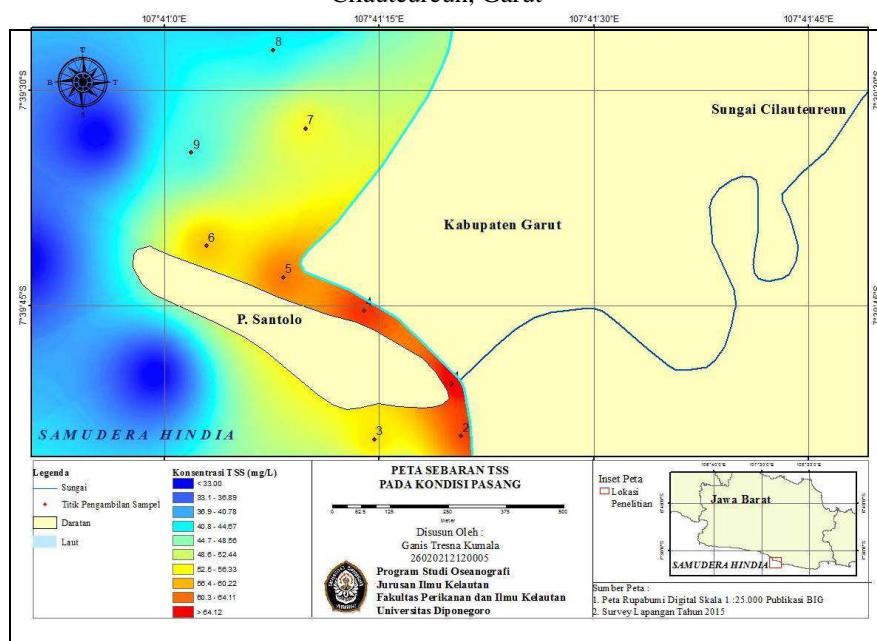 Cilauteureun, Garut
107°41'0"E 107°41'15"E 107°41'30"E 107°41'45"E
7°39'30"S
7°39'30"S
T
B T
S
8
7
9
6
5
4
1
2
3
Sungai Cilauteureun
Kabupaten Garut
P. Santolo
7°39'45"S
SAMUDERA HINDIA
Legenda
Sungai
Titik Pengambilan Sampel
Daratan
Laut
Konsentrasi TSS (mg/L)
< 33.00
33.1 - 36.89
36.9 - 40.78
40.8 - 44.67
44.7 - 48.56
48.6 - 52.44
52.5 - 56.33
56.4 - 60.22
60.3 - 64.11
> 64.12
PETA SEBARAN TSS
PADA KONDISI PASANG
0 62.5 125 250 375 500
Meter
Disusun Oleh :
Ganis Tresna Kumala
26020212120005
Program Studi Oseanografi
Jurusan Ilmu Kelautan
Fakultas Perikanan dan Ilmu Kelautan
Universitas Diponegoro
Inset Peta
Lokasi
Penelitian
Jawa Barat
SAMUDERA HINDIA
Sumber Peta :
1. Peta Rupabumi Digital Skala 1 :25.000 Publikasi BIG
2. Survey Lapangan Tahun 2015